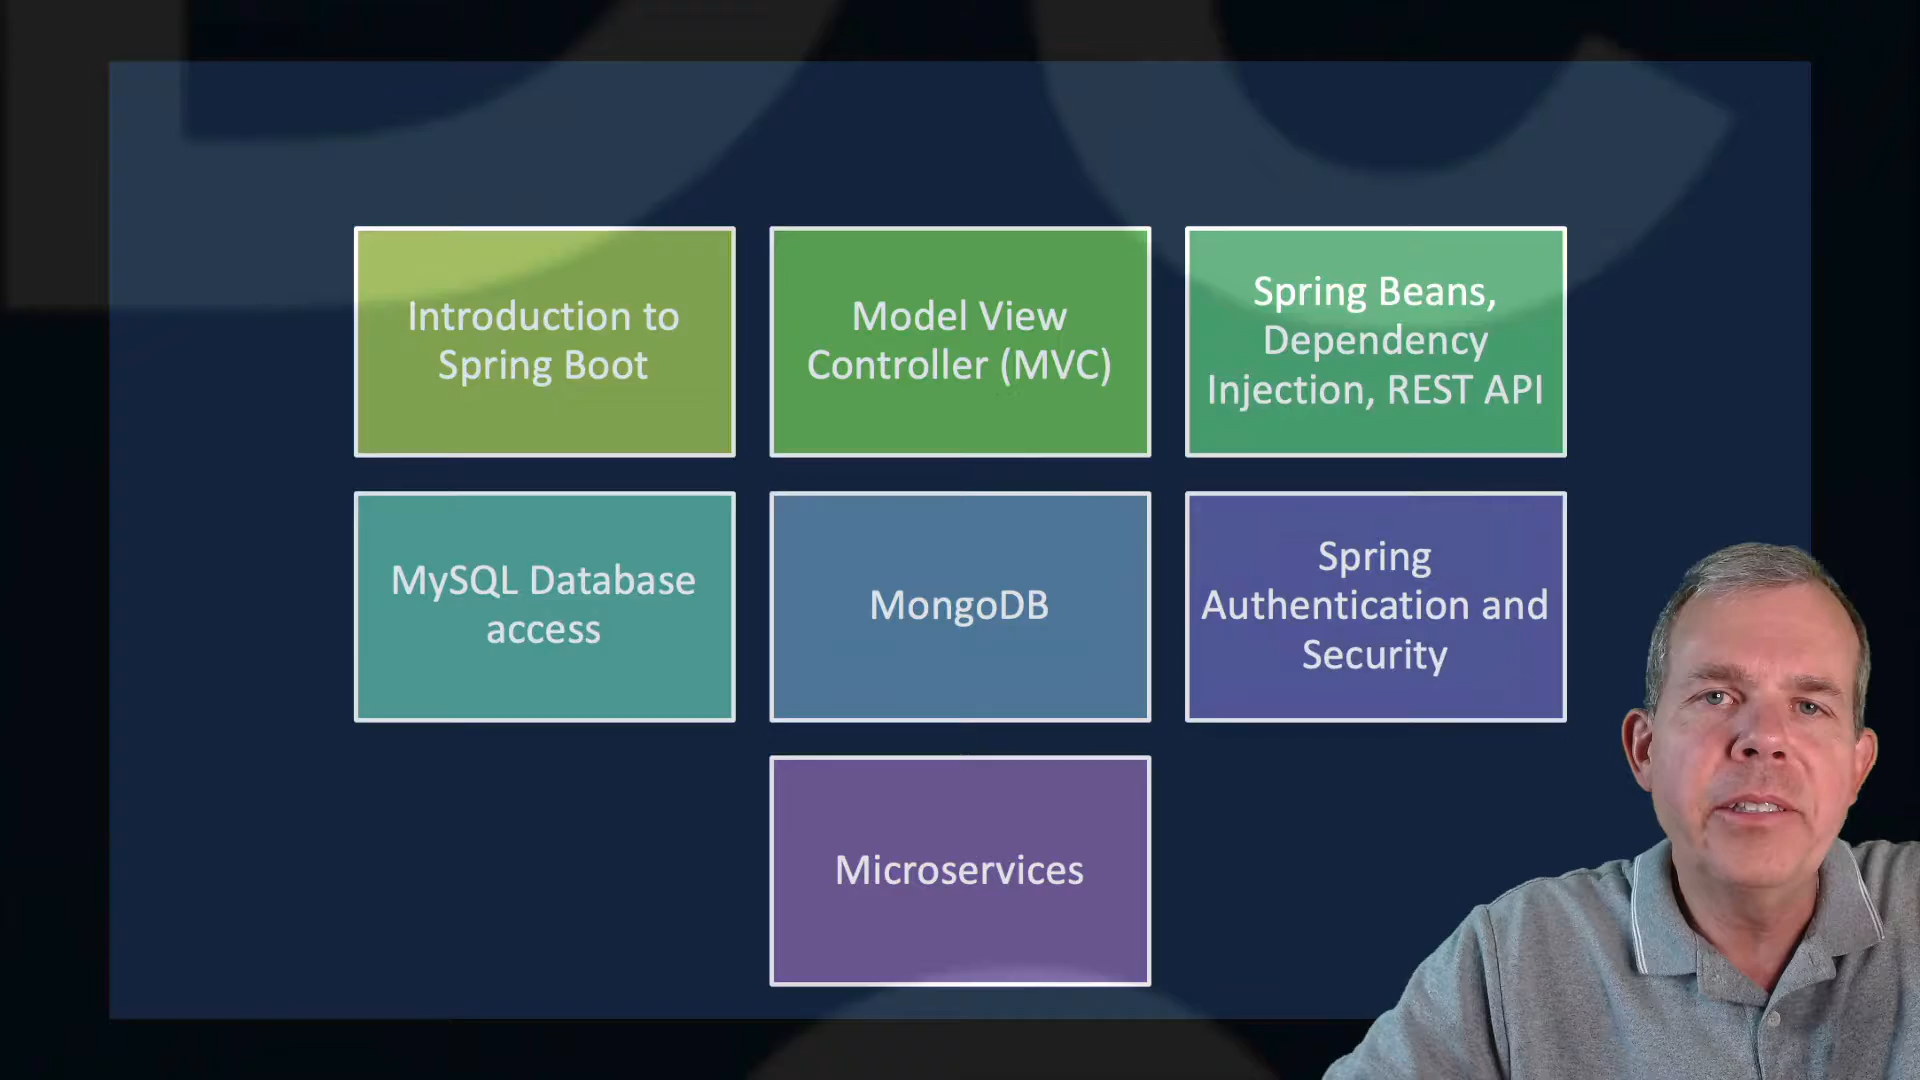 Introduction to
Spring Boot
Model View
Controller (MVC)
Spring Beans,
Dependency
Injection, REST API
MySQL Database
access
MongoDB
Spring
Authentication and
Security
Microservices